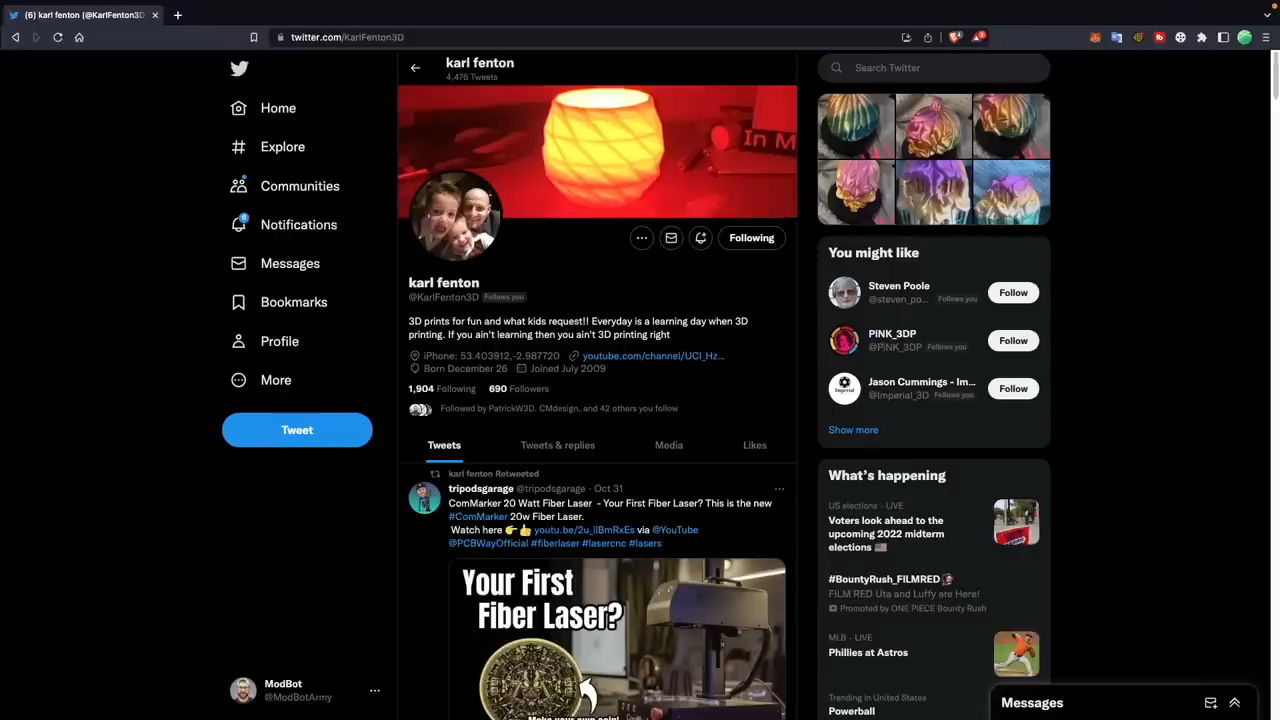 (6) karl fenton (@KarlFenton3D
twitter.com/KarlFenton3D
karl fenton
4,476 Tweets
Search Twitter
Home
Explore
Communities
Notifications
6
Messages
Bookmarks
Profile
More
Tweet
In M
Following
karl fenton
@KarlFenton3D Follows you
3D prints for fun and what kids request!! Everyday is a learning day when 3D
printing. If you ain't learning then you ain't 3D printing right
iPhone: 53.403912,-2.987720 youtube.com/channel/UCl_Hz...
Born December 26 Joined July 2009
1,904 Following 690 Followers
Followed by PatrickW3D, CMdesign, and 42 others you follow
Tweets Tweets & replies Media Likes
karl fenton Retweeted
tripodsgarage @tripodsgarage · Oct 31
ComMarker 20 Watt Fiber Laser - Your First Fiber Laser? This is the new
#ComMarker 20w Fiber Laser.
Watch here 👉👍 youtu.be/2u_lIBmRxEs via @YouTube
@PCBWayOfficial #fiberlaser #lasercnc #lasers
Your First
Fiber Laser?
Make your own coin!
You might like
Steven Poole
@steven_po... Follows you
Follow
PiNK_3DP
@PiNK_3DP Follows you
Follow
Jason Cummings - Im...
@Imperial_3D Follows you
Follow
Imperial
Show more
What's happening
US elections · LIVE
Voters look ahead to the
upcoming 2022 midterm
elections 🇺🇸
#BountyRush_FILMRED
FILM RED Uta and Luffy are Here!
Promoted by ONE PIECE Bounty Rush
MLB · LIVE
Phillies at Astros
Trending in United States
Powerball
Messages
ModBot
@ModBotArmy